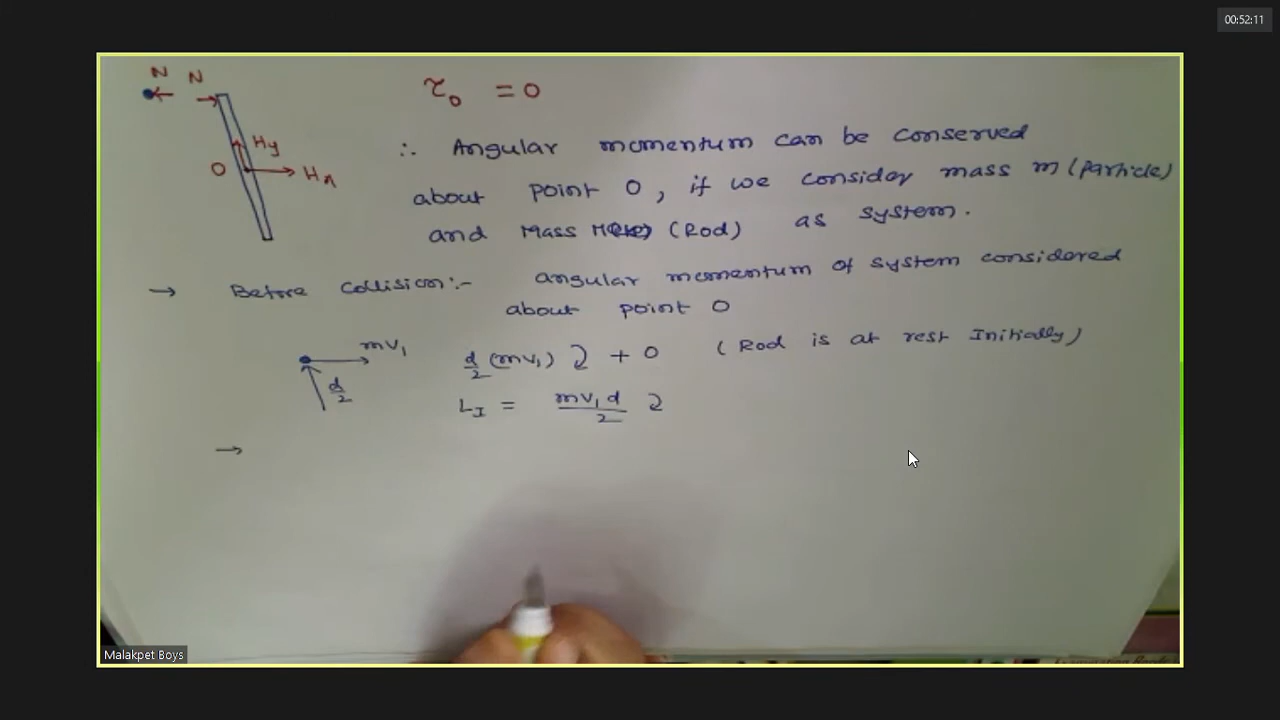 00:52:11
N N
τ₀ = 0
Hy
O Hx
∴ Angular momentum can be conserved
about point O, if we consider mass m (particle)
and Mass M (Rod) as system.
→ Before collision:- angular momentum of system considered
about point O
mv₁ d/2 (mv₁) ⤸ + 0 (Rod is at rest Initially)
d/2
L_I = mv₁d/2 ⤸
→
Malakpet Boys